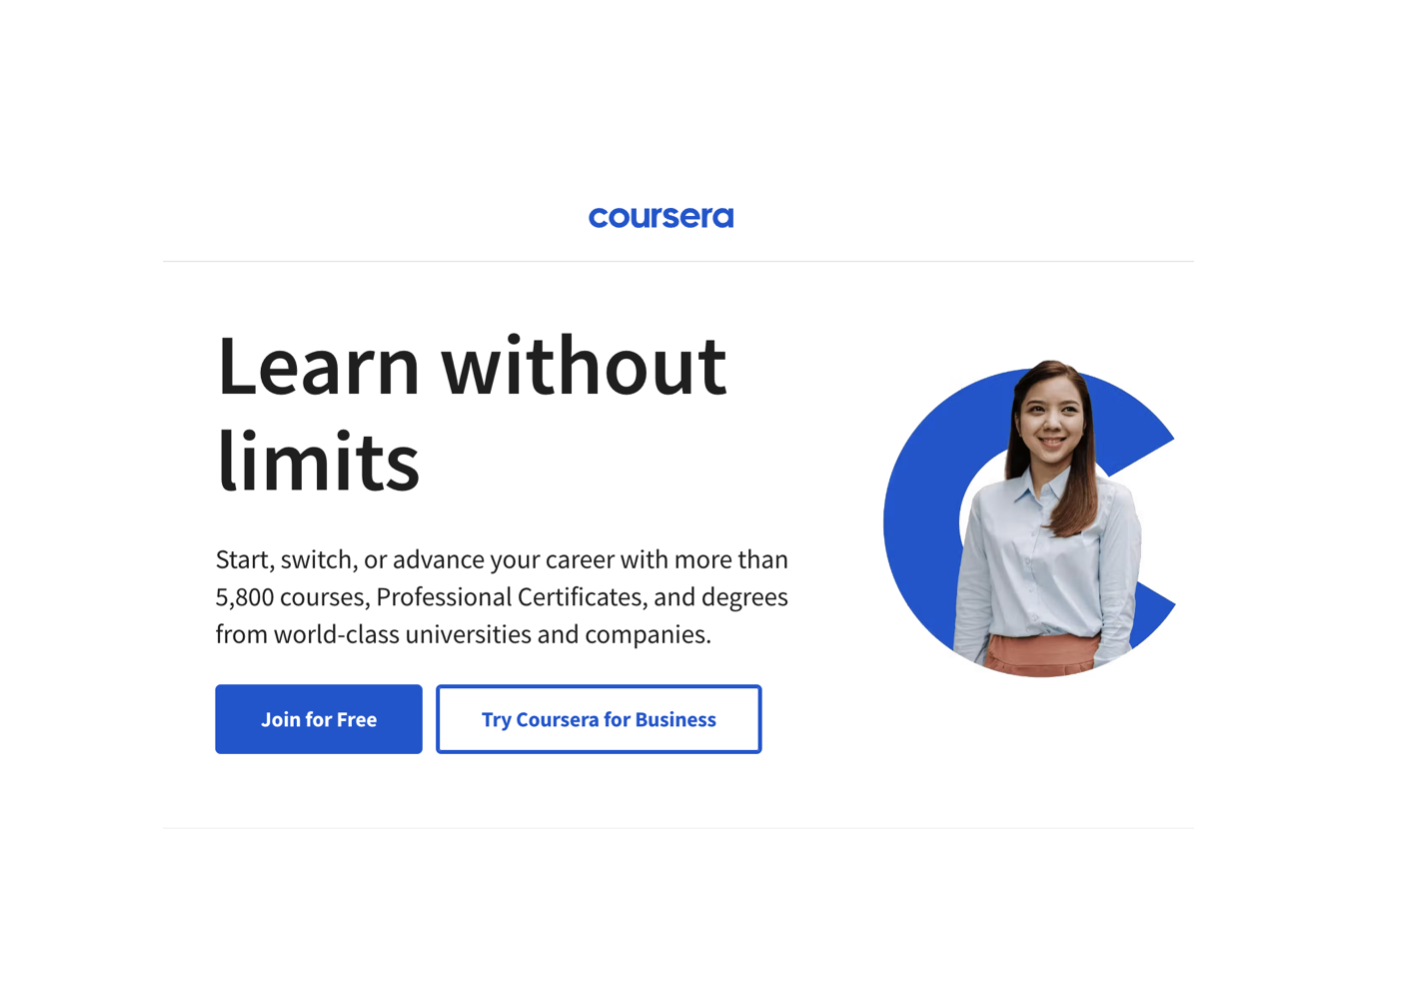 coursera
Learn without
limits
Start, switch, or advance your career with more than
5,800 courses, Professional Certificates, and degrees
from world-class universities and companies.
Join for Free
Try Coursera for Business